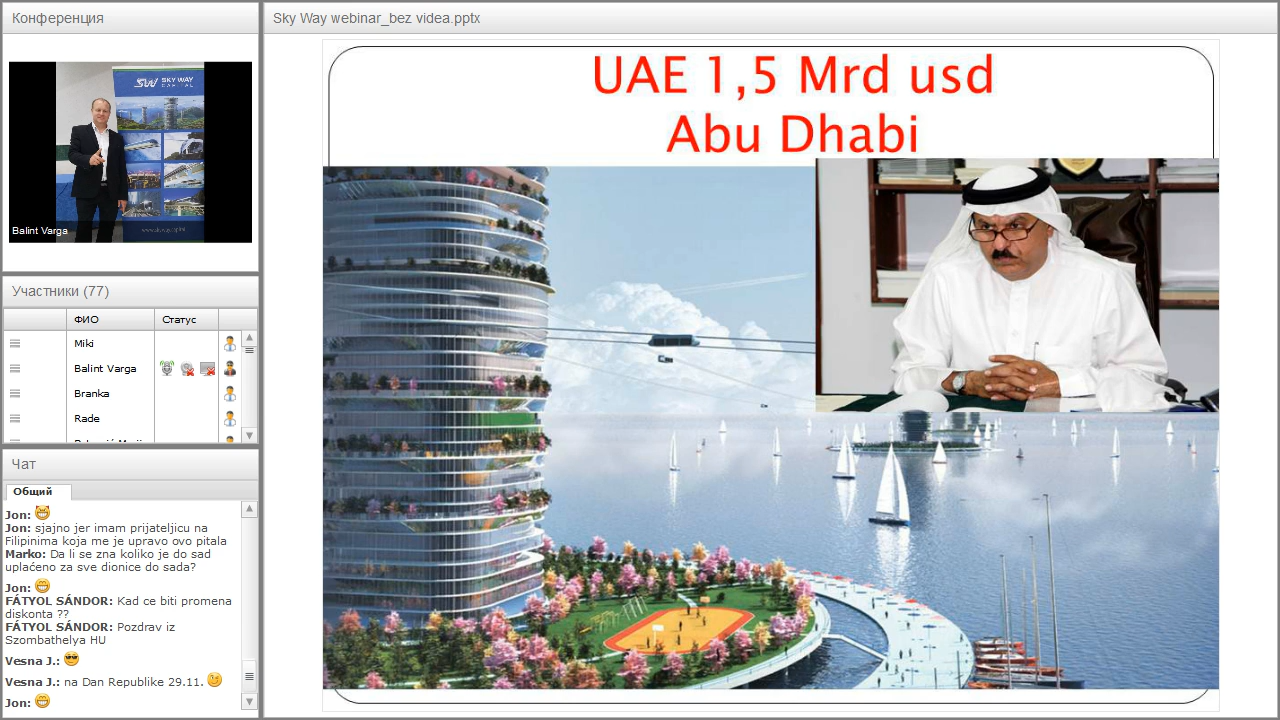 Конференция
SW SKY WAY
CAPITAL
Balint Varga
Участники (77)
ФИО Статус
Miki
Balint Varga
Branka
Rade
Чат
Общий
Jon:
Jon: sjajno jer imam prijateljicu na
Filipinima koja me je upravo ovo pitala
Marko: Da li se zna koliko je do sad
uplaćeno za sve dionice do sada?
Jon:
FÁTYOL SÁNDOR: Kad ce biti promena
diskonta ??
FÁTYOL SÁNDOR: Pozdrav iz
Szombathelya HU
Vesna J.:
Vesna J.: na Dan Republike 29.11.
Jon:
Sky Way webinar_bez videa.pptx
UAE 1,5 Mrd usd
Abu Dhabi